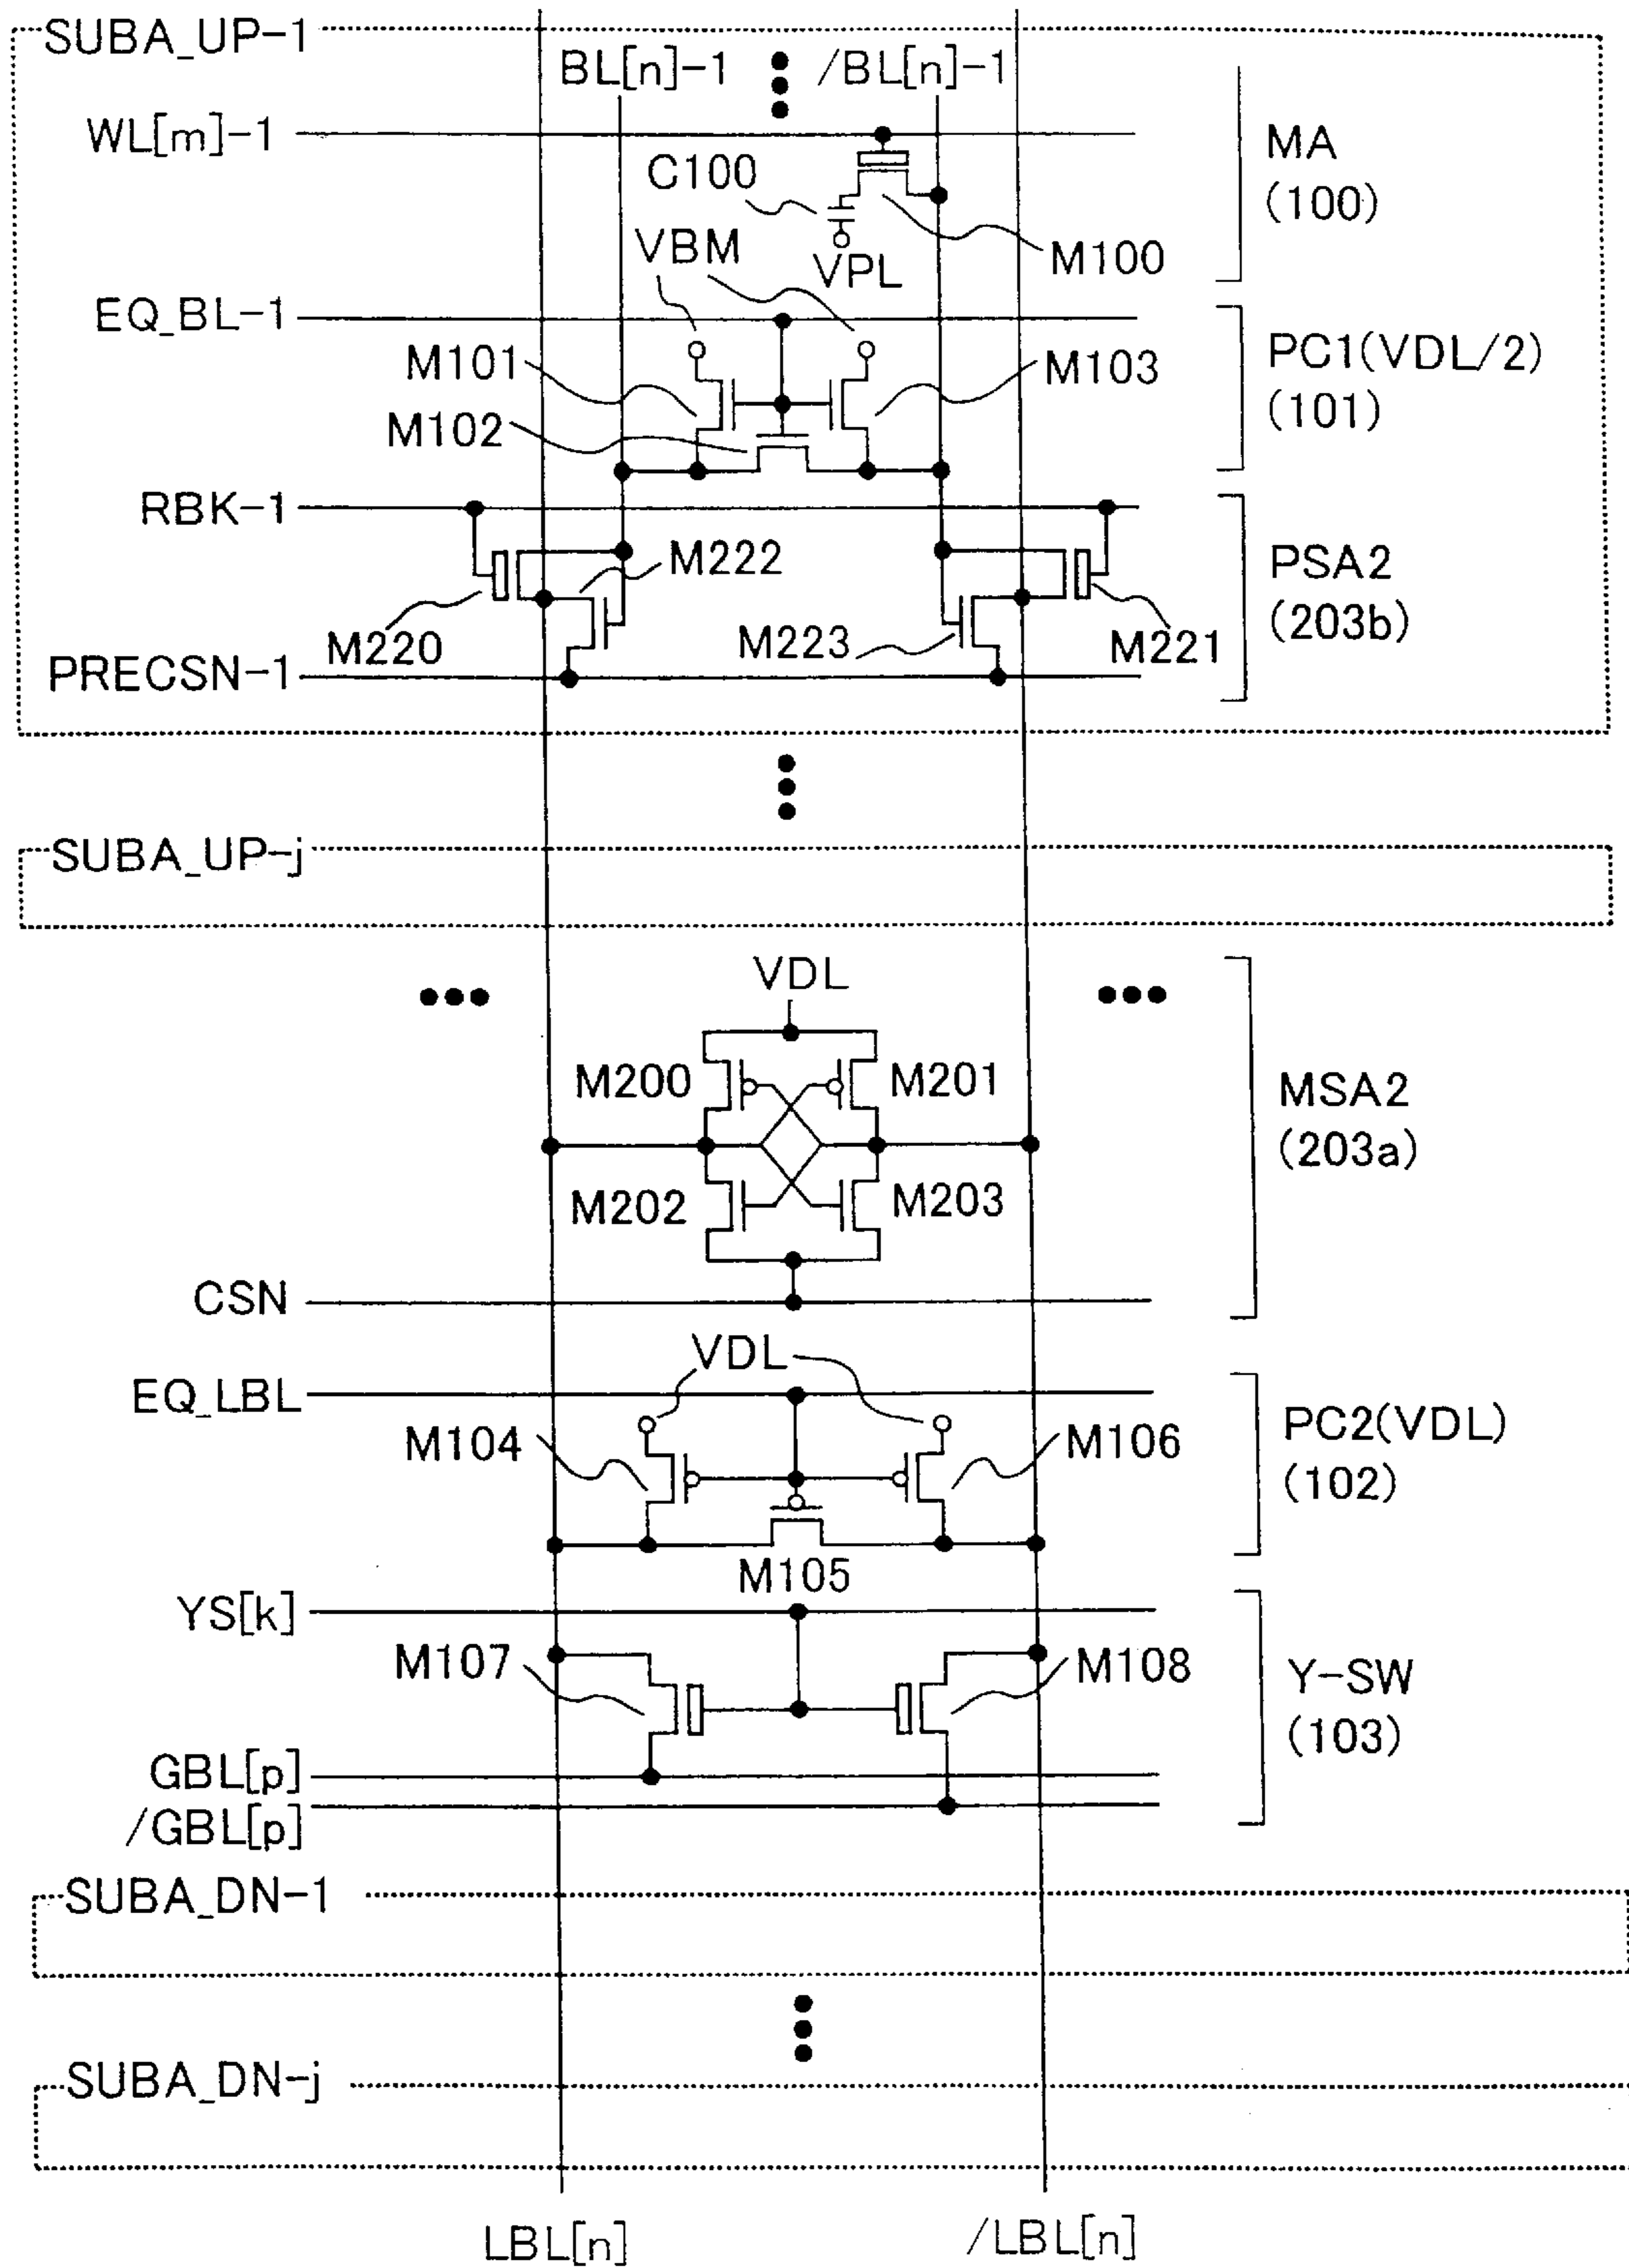 SUBA_UP-1
BL[n]-1
/BL[n]-1
WL[m]-1
C100
MA
(100)
VBM
VPL
M100
EQ_BL-1
M101
M103
PC1(VDL/2)
(101)
M102
RBK-1
M222
PSA2
(203b)
M220
M223
M221
PRECSN-1
SUBA_UP-j
VDL
M200
M201
MSA2
(203a)
M202
M203
CSN
VDL
EQ_LBL
M104
M106
PC2(VDL)
(102)
M105
YS[k]
M107
M108
Y-SW
(103)
GBL[p]
/GBL[p]
SUBA_DN-1
SUBA_DN-j
LBL[n]
/LBL[n]